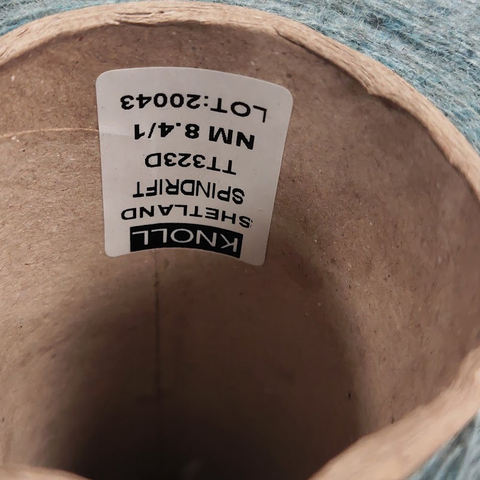 KNOLL
SHETLAND
SPINDRIFT
TT323D
NM 8.4/1
LOT:20043